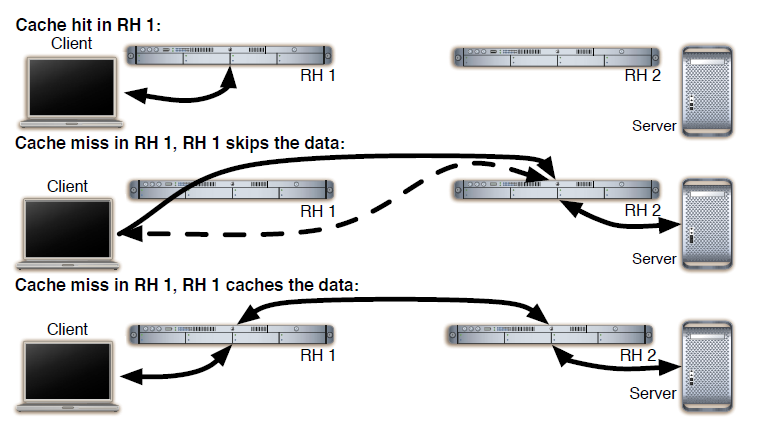 Cache hit in RH 1:
Client
RH 1
RH 2
Server
Cache miss in RH 1, RH 1 skips the data:
Client
RH 1
RH 2
Server
Cache miss in RH 1, RH 1 caches the data:
Client
RH 1
RH 2
Server